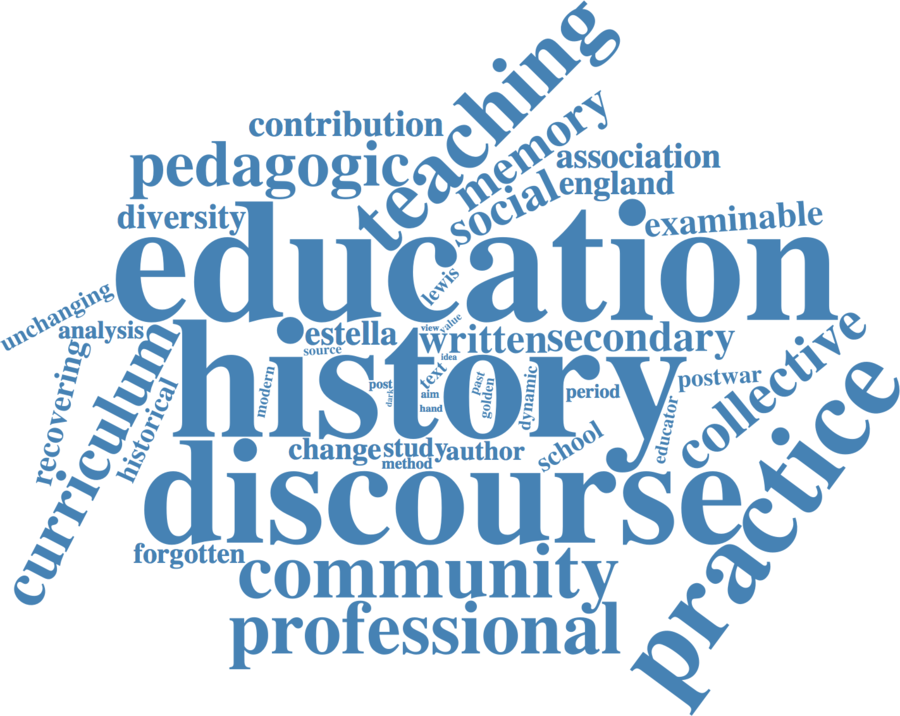 teaching
contribution
memory
pedagogic
association
social
england
diversity
examinable
education
lewis
unchanging
analysis
estella
view
value
written
secondary
source
idea
history
recovering
curriculum
historical
modern
post
dark
text
aim
hand
past
golden
dynamic
period
postwar
collective
educator
practice
change
study
author
method
school
discourse
forgotten
community
professional